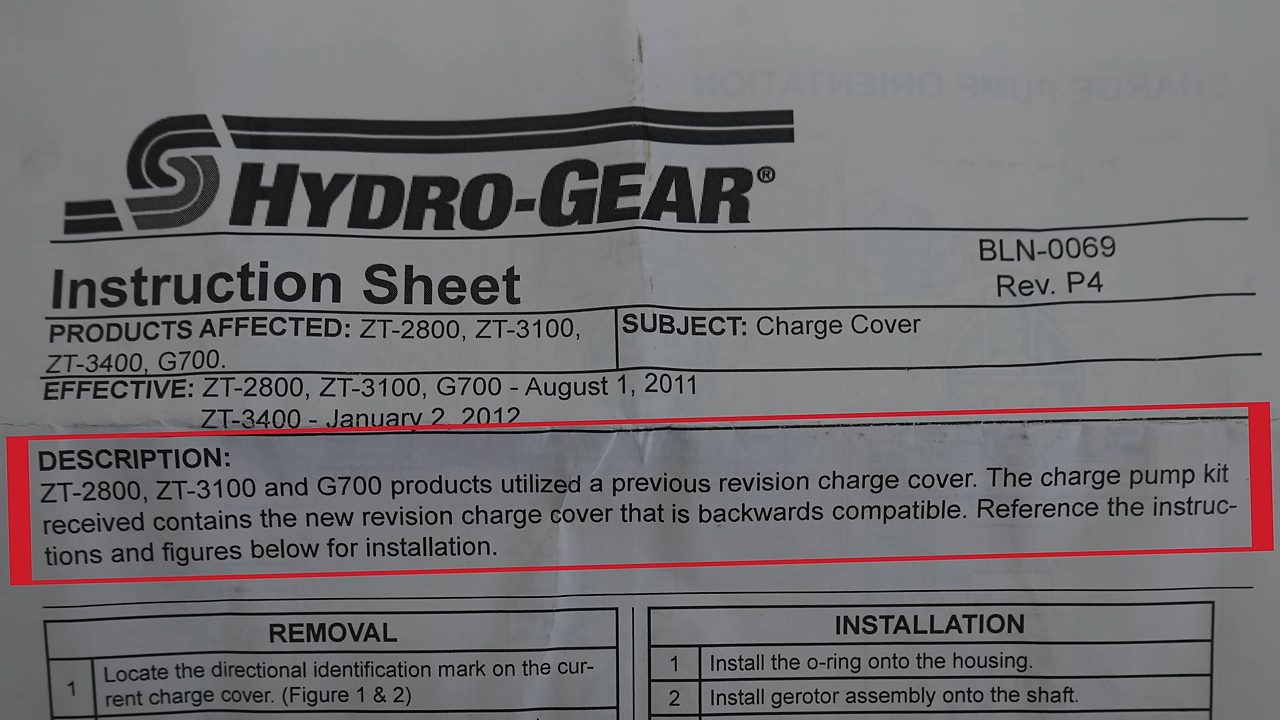 HYDRO-GEAR®
BLN-0069
Instruction Sheet
Rev. P4
PRODUCTS AFFECTED: ZT-2800, ZT-3100,
ZT-3400, G700.
SUBJECT: Charge Cover
EFFECTIVE: ZT-2800, ZT-3100, G700 - August 1, 2011
ZT-3400 - January 2, 2012
DESCRIPTION:
ZT-2800, ZT-3100 and G700 products utilized a previous revision charge cover. The charge pump kit
received contains the new revision charge cover that is backwards compatible. Reference the instruc-
tions and figures below for installation.
REMOVAL
1 Locate the directional identification mark on the cur-
rent charge cover. (Figure 1 & 2)
INSTALLATION
1 Install the o-ring onto the housing.
2 Install gerotor assembly onto the shaft.
CHARGE PUMP ORIENTATION